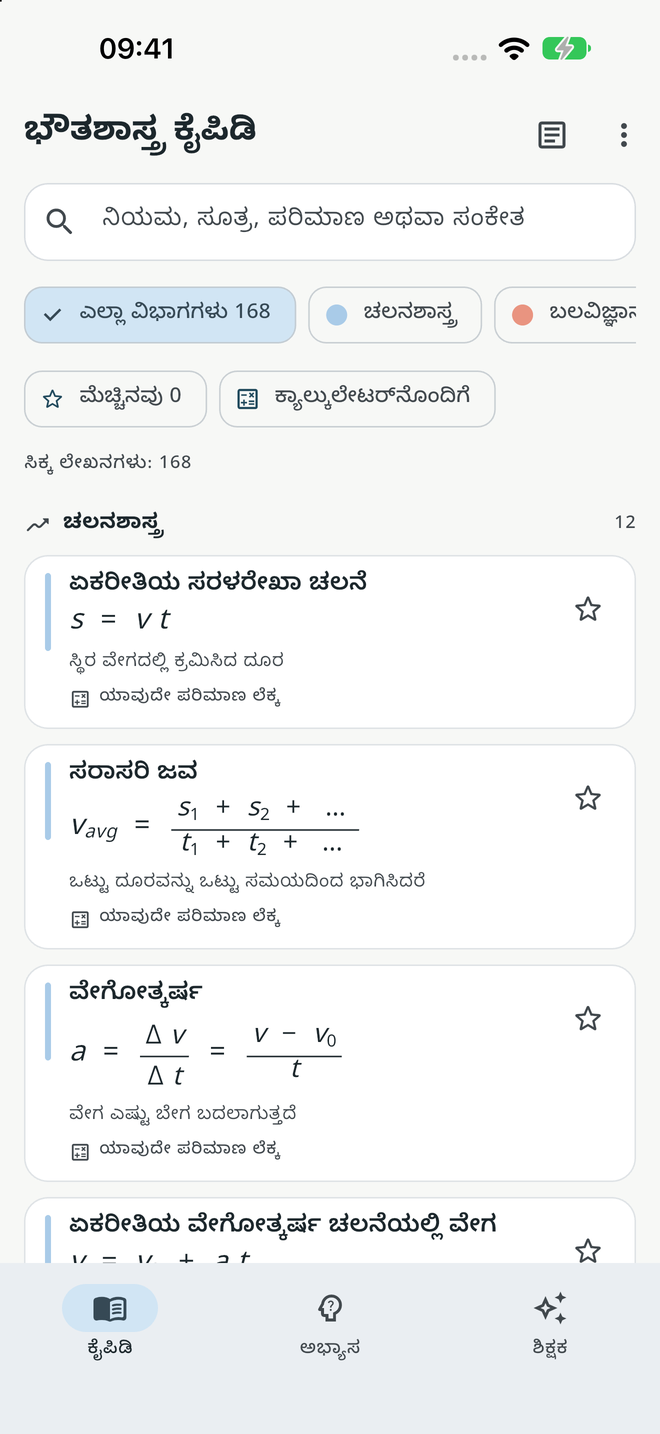 09:41
ಭೌತಶಾಸ್ತ್ರ ಕೈಪಿಡಿ
ನಿಯಮ, ಸೂತ್ರ, ಪರಿಮಾಣ ಅಥವಾ ಸಂಕೇತ
ಎಲ್ಲಾ ವಿಭಾಗಗಳು 168
ಚಲನಶಾಸ್ತ್ರ
ಬಲವಿಜ್ಞಾನ
ಮೆಚ್ಚಿನವು 0
ಕ್ಯಾಲ್ಕುಲೇಟರ್‌ನೊಂದಿಗೆ
ಸಿಕ್ಕ ಲೇಖನಗಳು: 168
ಚಲನಶಾಸ್ತ್ರ 12
ಏಕರೀತಿಯ ಸರಳರೇಖಾ ಚಲನೆ
s = v t
ಸ್ಥಿರ ವೇಗದಲ್ಲಿ ಕ್ರಮಿಸಿದ ದೂರ
ಯಾವುದೇ ಪರಿಮಾಣ ಲೆಕ್ಕ
ಸರಾಸರಿ ಜವ
v_avg = (s₁ + s₂ + …) / (t₁ + t₂ + …)
ಒಟ್ಟು ದೂರವನ್ನು ಒಟ್ಟು ಸಮಯದಿಂದ ಭಾಗಿಸಿದರೆ
ಯಾವುದೇ ಪರಿಮಾಣ ಲೆಕ್ಕ
ವೇಗೋತ್ಕರ್ಷ
a = Δ v / Δ t = (v − v₀) / t
ವೇಗ ಎಷ್ಟು ಬೇಗ ಬದಲಾಗುತ್ತದೆ
ಯಾವುದೇ ಪರಿಮಾಣ ಲೆಕ್ಕ
ಏಕರೀತಿಯ ವೇಗೋತ್ಕರ್ಷ ಚಲನೆಯಲ್ಲಿ ವೇಗ
ಕೈಪಿಡಿ
ಅಭ್ಯಾಸ
ಶಿಕ್ಷಕ